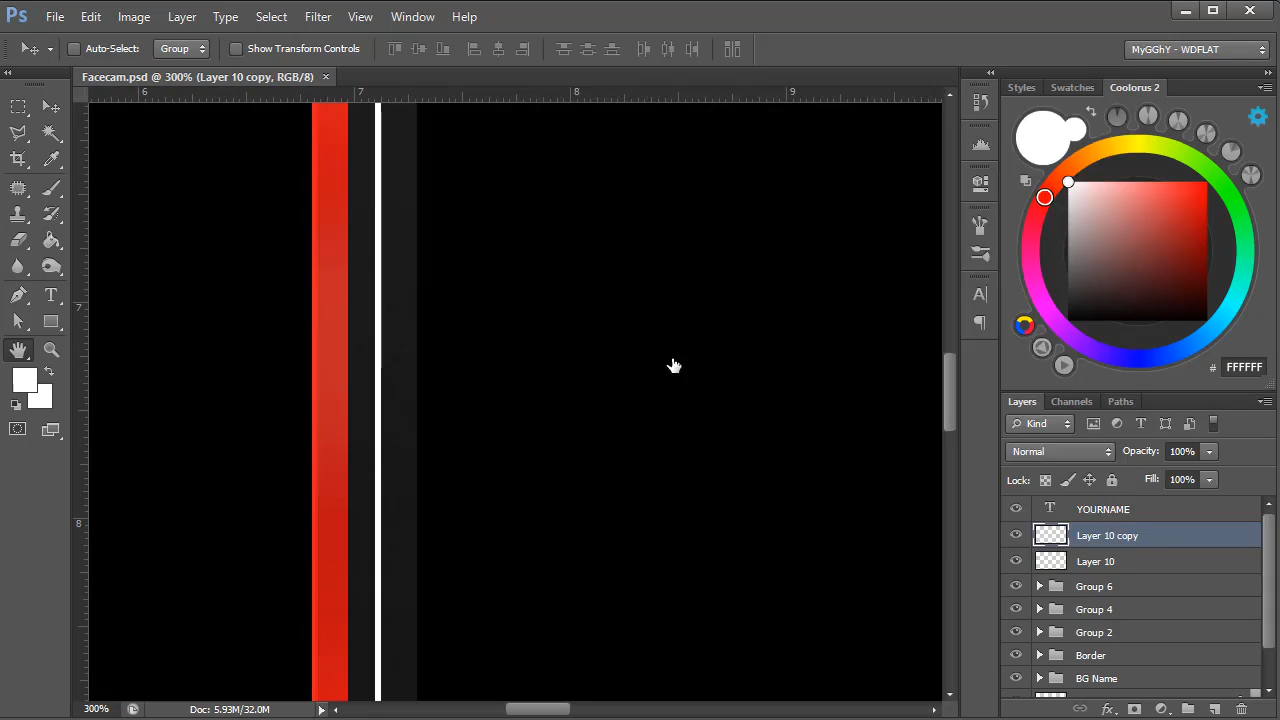 Ps File Edit Image Layer Type Select Filter View Window Help
Auto-Select: Group Show Transform Controls MyGGhY - WDFLAT
Facecam.psd @ 300% (Layer 10 copy, RGB/8) ×
Styles Swatches Coolorus 2
6 7 8 9
7
8
# FFFFFF
Layers Channels Paths
Kind
Normal Opacity: 100%
Lock: Fill: 100%
T YOURNAME
Layer 10 copy
Layer 10
Group 6
Group 4
Group 2
Border
BG Name
300% Doc: 5.93M/32.0M
fx